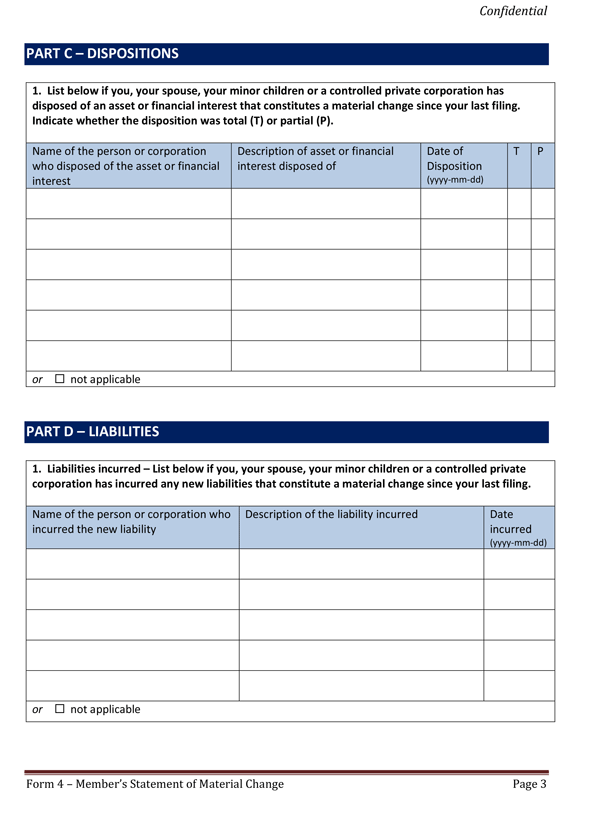 Confidential
PART C – DISPOSITIONS
1. List below if you, your spouse, your minor children or a controlled private corporation has
disposed of an asset or financial interest that constitutes a material change since your last filing.
Indicate whether the disposition was total (T) or partial (P).
Name of the person or corporation
who disposed of the asset or financial
interest
Description of asset or financial
interest disposed of
Date of
Disposition
(yyyy-mm-dd)
T
P
or ☐ not applicable
PART D – LIABILITIES
1. Liabilities incurred – List below if you, your spouse, your minor children or a controlled private
corporation has incurred any new liabilities that constitute a material change since your last filing.
Name of the person or corporation who
incurred the new liability
Description of the liability incurred
Date
incurred
(yyyy-mm-dd)
or ☐ not applicable
Form 4 – Member’s Statement of Material Change
Page 3